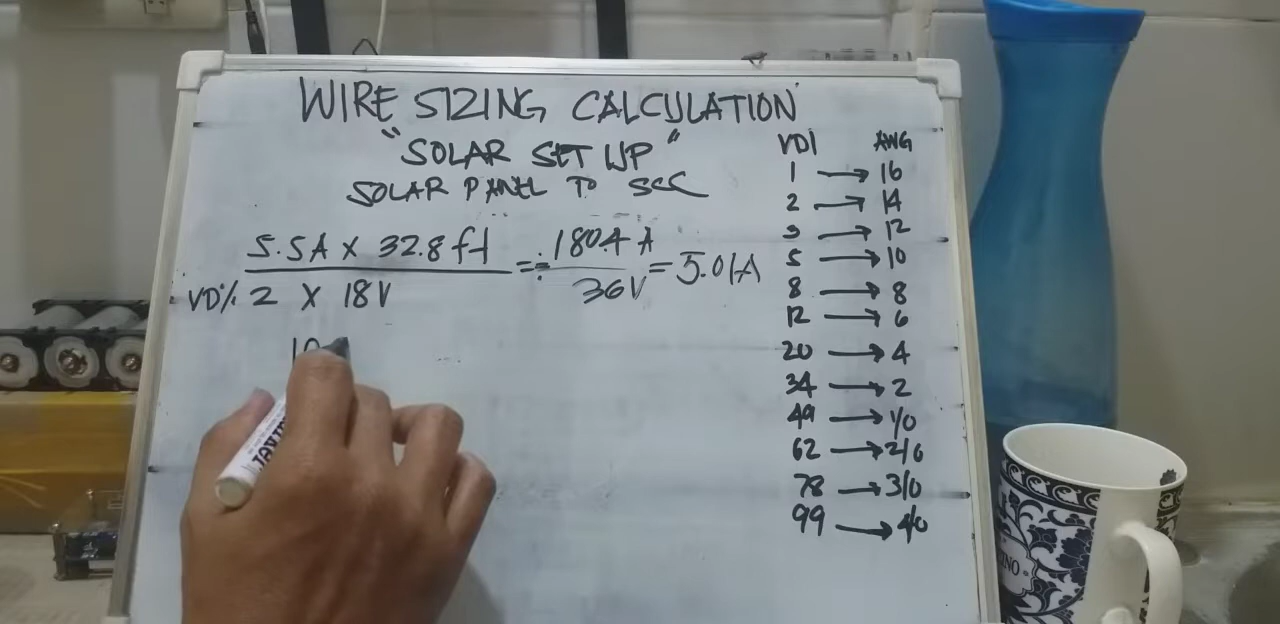 WIRE SIZING CALCULATION
"SOLAR SET UP"
SOLAR PANEL TO SCC
5.5A X 32.8 ft = 180.4 A = 5.01A
VD% 2 X 18V 36V
10
VDI AWG
1 → 16
2 → 14
3 → 12
5 → 10
8 → 8
12 → 6
20 → 4
34 → 2
49 → 1/0
62 → 2/0
78 → 3/0
99 → 4/0